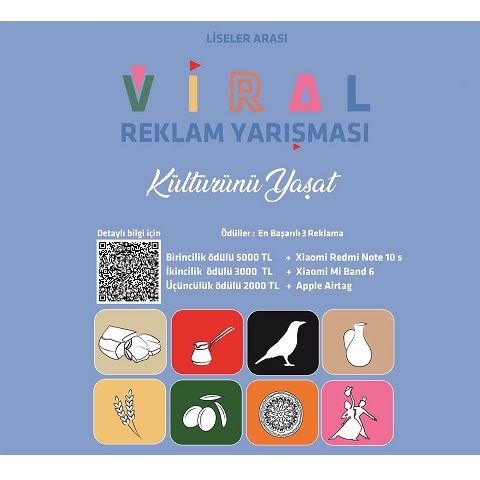 LİSELER ARASI
VİRAL
REKLAM YARIŞMASI
Kültürünü Yaşat
Detaylı bilgi için
Ödüller : En Başarılı 3 Reklama
Birincilik ödülü 5000 TL + Xiaomi Redmi Note 10 s
İkincilik ödülü 3000 TL + Xiaomi Mi Band 6
Üçüncülük ödülü 2000 TL + Apple Airtag